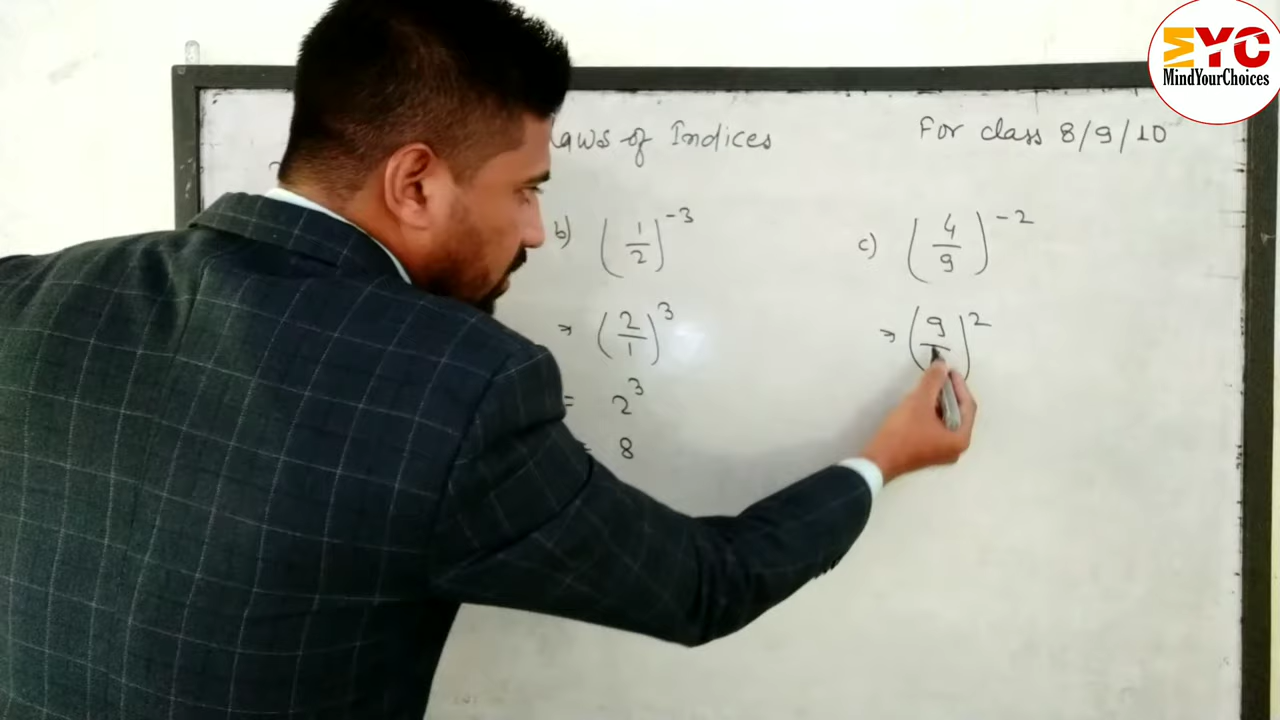 MYC
MindYourChoices
Laws of Indices
For class 8/9/10
b) (1/2)^-3
c) (4/9)^-2
→ (2/1)^3
→ (9/ )^2
= 2^3
= 8